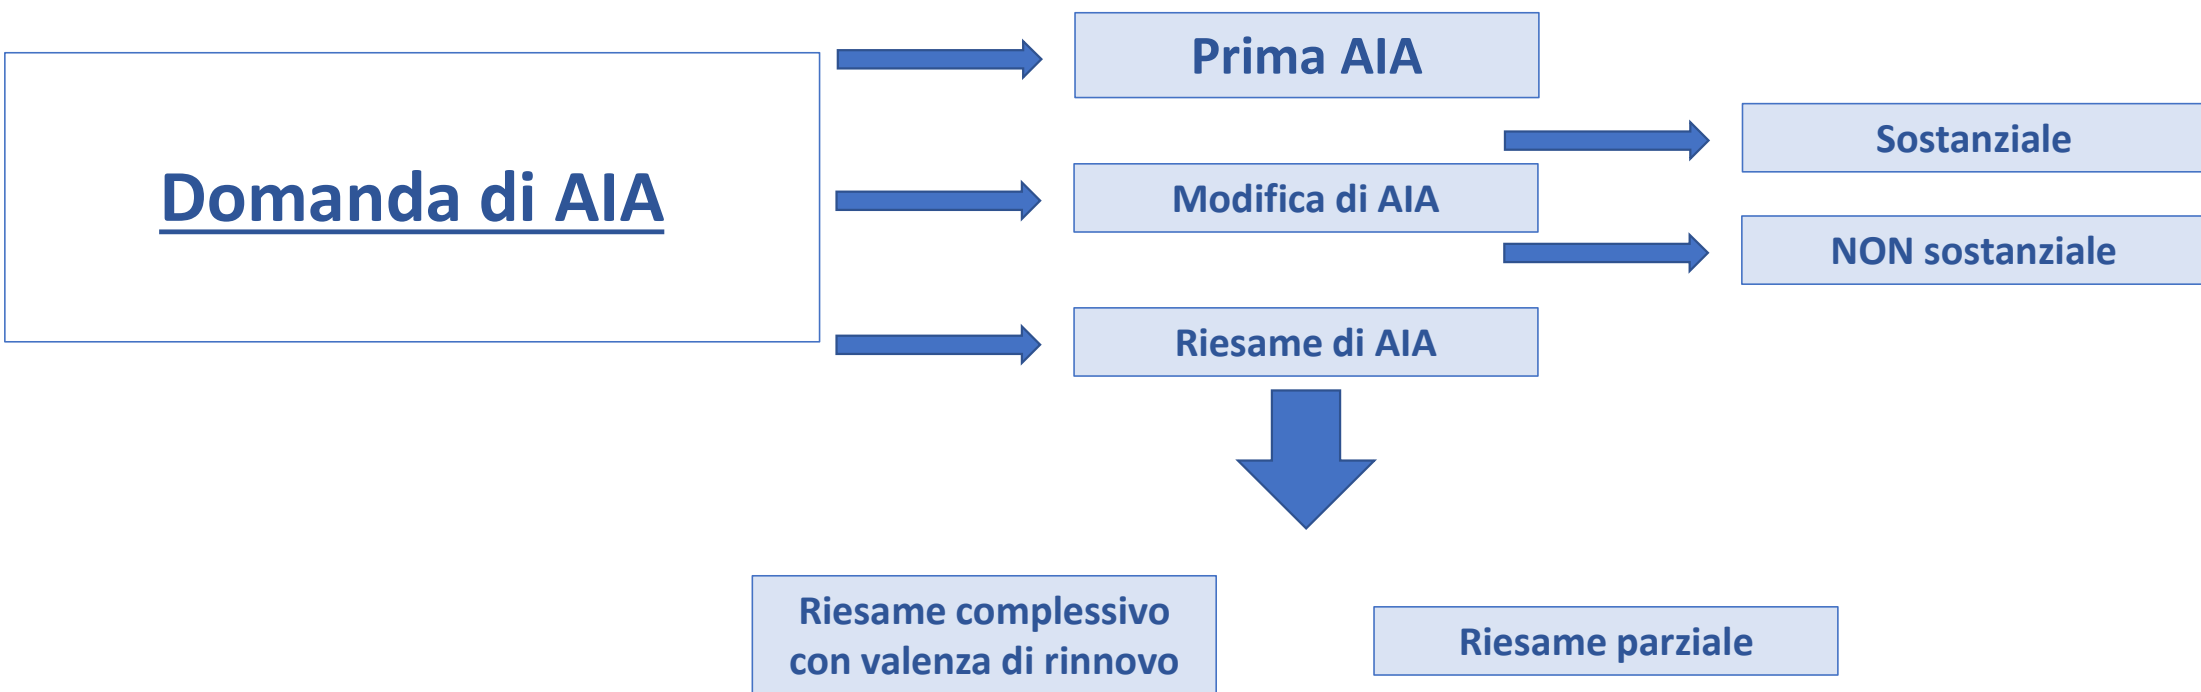 Domanda di AIA
Prima AIA
Modifica di AIA
Sostanziale
NON sostanziale
Riesame di AIA
Riesame complessivo
con valenza di rinnovo
Riesame parziale